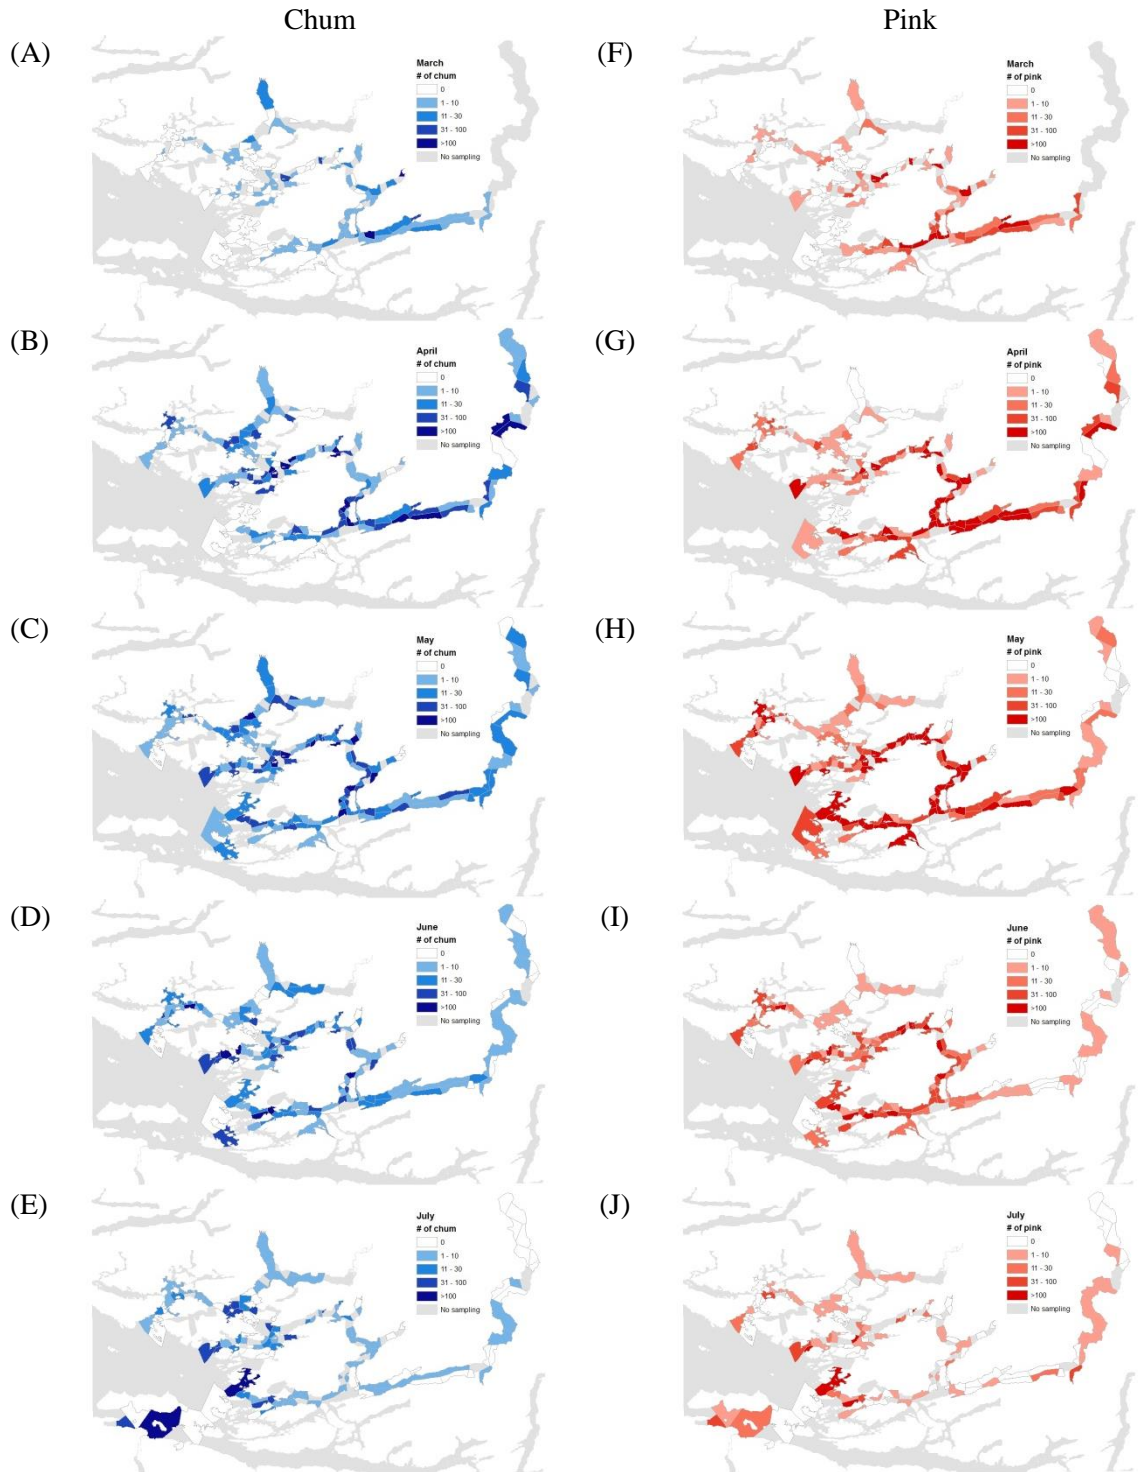 Chum
Pink
(A)
March
# of chum
0
1 - 10
11 - 30
31 - 100
>100
No sampling
(F)
March
# of pink
0
1 - 10
11 - 30
31 - 100
>100
No sampling
(B)
April
# of chum
0
1 - 10
11 - 30
31 - 100
>100
No sampling
(G)
April
# of pink
0
1 - 10
11 - 30
31 - 100
>100
No sampling
(C)
May
# of chum
0
1 - 10
11 - 30
31 - 100
>100
No sampling
(H)
May
# of pink
0
1 - 10
11 - 30
31 - 100
>100
No sampling
(D)
June
# of chum
0
1 - 10
11 - 30
31 - 100
>100
No sampling
(I)
June
# of pink
0
1 - 10
11 - 30
31 - 100
>100
No sampling
(E)
July
# of chum
0
1 - 10
11 - 30
31 - 100
>100
No sampling
(J)
July
# of pink
0
1 - 10
11 - 30
31 - 100
>100
No sampling